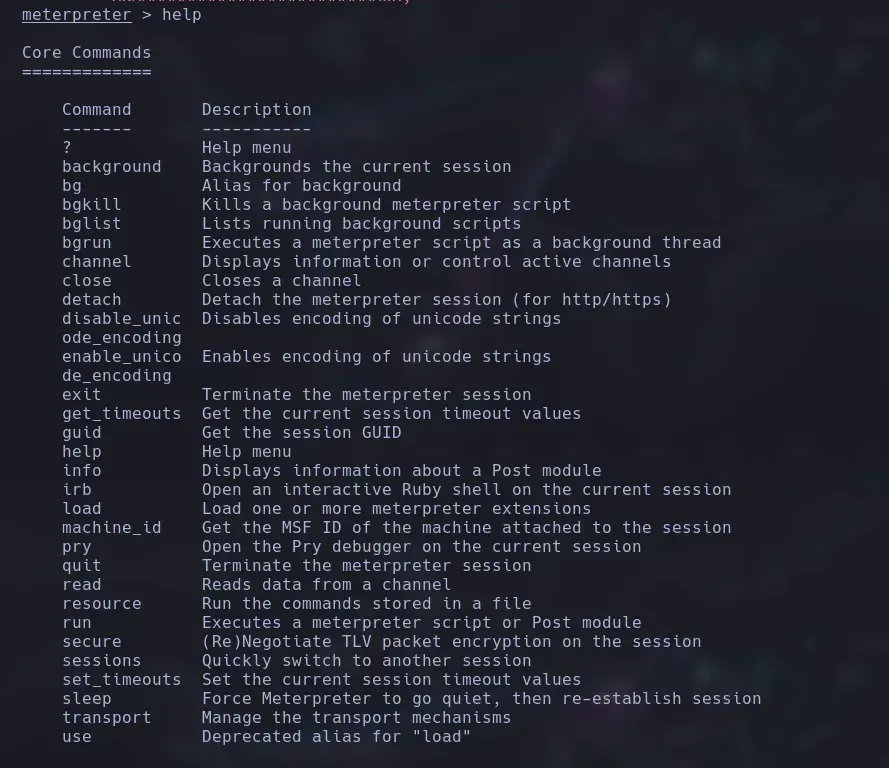 meterpreter > help
Core Commands
=============
Command Description
------- -----------
? Help menu
background Backgrounds the current session
bg Alias for background
bgkill Kills a background meterpreter script
bglist Lists running background scripts
bgrun Executes a meterpreter script as a background thread
channel Displays information or control active channels
close Closes a channel
detach Detach the meterpreter session (for http/https)
disable_unic Disables encoding of unicode strings
ode_encoding
enable_unico Enables encoding of unicode strings
de_encoding
exit Terminate the meterpreter session
get_timeouts Get the current session timeout values
guid Get the session GUID
help Help menu
info Displays information about a Post module
irb Open an interactive Ruby shell on the current session
load Load one or more meterpreter extensions
machine_id Get the MSF ID of the machine attached to the session
pry Open the Pry debugger on the current session
quit Terminate the meterpreter session
read Reads data from a channel
resource Run the commands stored in a file
run Executes a meterpreter script or Post module
secure (Re)Negotiate TLV packet encryption on the session
sessions Quickly switch to another session
set_timeouts Set the current session timeout values
sleep Force Meterpreter to go quiet, then re-establish session
transport Manage the transport mechanisms
use Deprecated alias for "load"